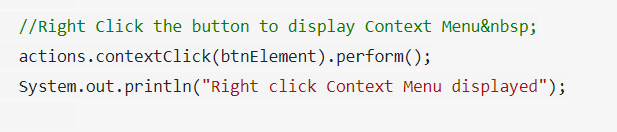 //Right Click the button to display Context Menu&nbsp;
actions.contextClick(btnElement).perform();
System.out.println("Right click Context Menu displayed");